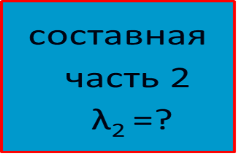 составная
часть 2
λ₂ =?